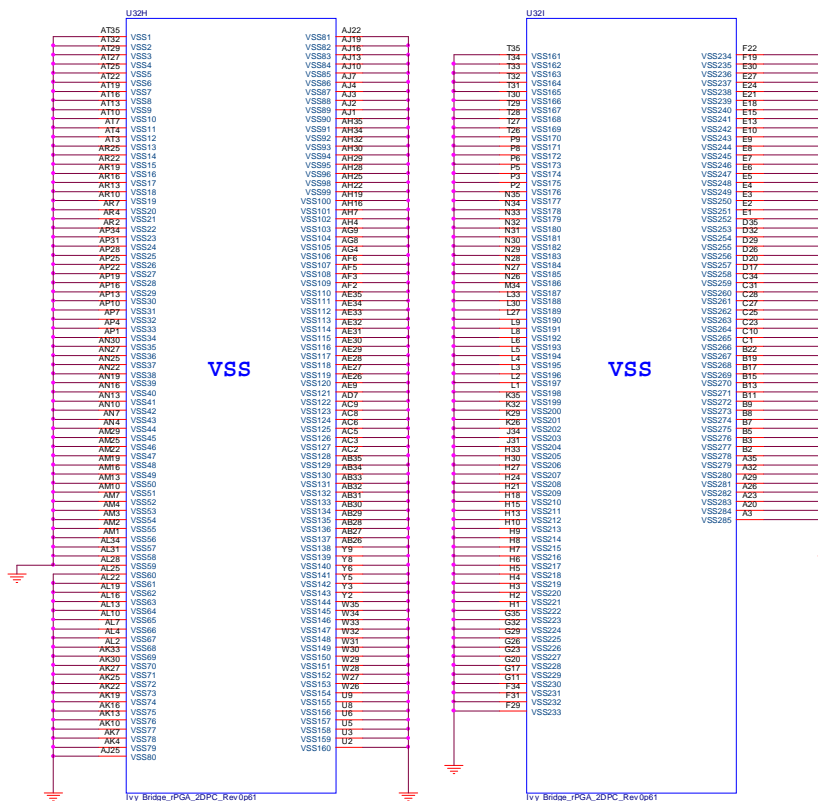 U32H
AT35 VSS1
AT32 VSS2
AT29 VSS3
AT27 VSS4
AT25 VSS5
AT22 VSS6
AT19 VSS7
AT16 VSS8
AT13 VSS9
AT10 VSS10
AT7 VSS11
AT4 VSS12
AT3 VSS13
AR25 VSS14
AR22 VSS15
AR19 VSS16
AR16 VSS17
AR13 VSS18
AR10 VSS19
AR7 VSS20
AR4 VSS21
AR2 VSS22
AP34 VSS23
AP31 VSS24
AP28 VSS25
AP25 VSS26
AP22 VSS27
AP19 VSS28
AP16 VSS29
AP13 VSS30
AP10 VSS31
AP7 VSS32
AP4 VSS33
AP1 VSS34
AN30 VSS35
AN27 VSS36
AN25 VSS37
AN22 VSS38
AN19 VSS39
AN16 VSS40
AN13 VSS41
AN10 VSS42
AN7 VSS43
AN4 VSS44
AM29 VSS45
AM25 VSS46
AM22 VSS47
AM19 VSS48
AM16 VSS49
AM13 VSS50
AM10 VSS51
AM7 VSS52
AM4 VSS53
AM3 VSS54
AM2 VSS55
AM1 VSS56
AL34 VSS57
AL31 VSS58
AL28 VSS59
AL25 VSS60
AL22 VSS61
AL19 VSS62
AL16 VSS63
AL13 VSS64
AL10 VSS65
AL7 VSS66
AL4 VSS67
AL2 VSS68
AK33 VSS69
AK30 VSS70
AK27 VSS71
AK25 VSS72
AK22 VSS73
AK19 VSS74
AK16 VSS75
AK13 VSS76
AK10 VSS77
AK7 VSS78
AK4 VSS79
AJ25 VSS80
VSS
VSS81 AJ22
VSS82 AJ19
VSS83 AJ16
VSS84 AJ13
VSS85 AJ10
VSS86 AJ7
VSS87 AJ4
VSS88 AJ3
VSS89 AJ2
VSS90 AJ1
VSS91 AH35
VSS92 AH34
VSS93 AH32
VSS94 AH30
VSS95 AH29
VSS96 AH28
VSS98 AH25
VSS99 AH22
VSS100 AH19
VSS101 AH16
VSS102 AH7
VSS103 AH4
VSS104 AG9
VSS105 AG8
VSS106 AG4
VSS107 AF6
VSS108 AF5
VSS109 AF3
VSS110 AF2
VSS111 AE35
VSS112 AE34
VSS113 AE33
VSS114 AE32
VSS115 AE31
VSS116 AE30
VSS117 AE29
VSS118 AE28
VSS119 AE27
VSS120 AE26
VSS121 AE9
VSS122 AD7
VSS123 AC9
VSS124 AC8
VSS125 AC6
VSS126 AC5
VSS127 AC3
VSS128 AC2
VSS129 AB35
VSS130 AB34
VSS131 AB33
VSS132 AB32
VSS133 AB31
VSS134 AB30
VSS135 AB29
VSS136 AB28
VSS137 AB27
VSS138 AB26
VSS139 Y9
VSS140 Y8
VSS141 Y6
VSS142 Y5
VSS143 Y3
VSS144 Y2
VSS145 W35
VSS146 W34
VSS147 W33
VSS148 W32
VSS149 W31
VSS150 W30
VSS151 W29
VSS152 W28
VSS153 W27
VSS154 W26
VSS155 U9
VSS156 U8
VSS157 U6
VSS158 U5
VSS159 U3
VSS160 U2
Ivy Bridge_rPGA_2DPC_Rev0p61
U32I
T35 VSS161
T34 VSS162
T33 VSS163
T32 VSS164
T31 VSS165
T30 VSS166
T29 VSS167
T28 VSS168
T27 VSS169
T26 VSS170
P9 VSS171
P8 VSS172
P6 VSS173
P5 VSS174
P3 VSS175
P2 VSS176
N35 VSS177
N34 VSS178
N33 VSS179
N32 VSS180
N31 VSS181
N30 VSS182
N29 VSS183
N28 VSS184
N27 VSS185
N26 VSS186
M34 VSS187
L33 VSS188
L30 VSS189
L27 VSS190
L9 VSS191
L8 VSS192
L6 VSS193
L5 VSS194
L4 VSS195
L3 VSS196
L2 VSS197
L1 VSS198
K35 VSS199
K32 VSS200
K29 VSS201
K26 VSS202
J34 VSS203
J31 VSS204
H33 VSS205
H30 VSS206
H27 VSS207
H24 VSS208
H21 VSS209
H18 VSS210
H15 VSS211
H13 VSS212
H10 VSS213
H9 VSS214
H8 VSS215
H7 VSS216
H6 VSS217
H5 VSS218
H4 VSS219
H3 VSS220
H2 VSS221
H1 VSS222
G35 VSS223
G32 VSS224
G29 VSS225
G26 VSS226
G23 VSS227
G20 VSS228
G17 VSS229
G11 VSS230
F34 VSS231
F31 VSS232
F29 VSS233
VSS
VSS234 F22
VSS235 F19
VSS236 E30
VSS237 E27
VSS238 E24
VSS239 E21
VSS240 E18
VSS241 E15
VSS242 E13
VSS243 E10
VSS244 E9
VSS245 E8
VSS246 E7
VSS247 E6
VSS248 E5
VSS249 E4
VSS250 E3
VSS251 E2
VSS252 E1
VSS253 D35
VSS254 D32
VSS255 D29
VSS256 D26
VSS257 D20
VSS258 D17
VSS259 C34
VSS260 C31
VSS261 C28
VSS262 C27
VSS263 C25
VSS264 C23
VSS265 C10
VSS266 C1
VSS267 B22
VSS268 B19
VSS269 B17
VSS270 B15
VSS271 B13
VSS272 B11
VSS273 B9
VSS274 B8
VSS275 B7
VSS276 B5
VSS277 B3
VSS278 B2
VSS279 A35
VSS280 A32
VSS281 A29
VSS282 A26
VSS283 A23
VSS284 A20
VSS285 A3
Ivy Bridge_rPGA_2DPC_Rev0p61